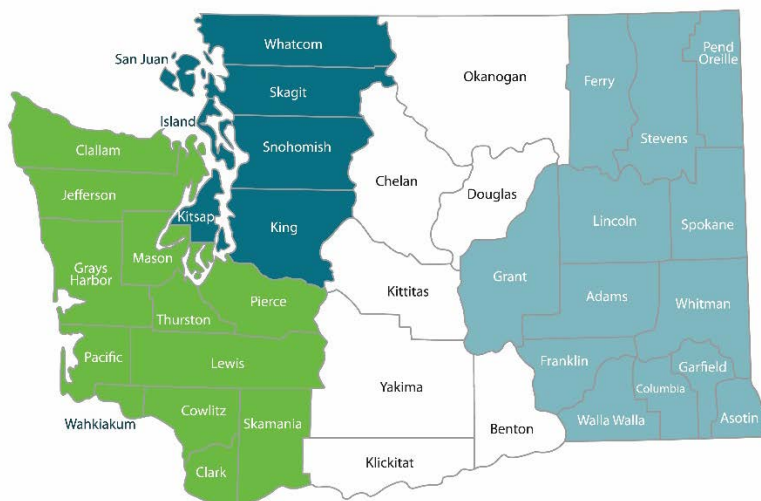 Whatcom
San Juan
Okanogan
Ferry
Pend
Oreille
Skagit
Island
Stevens
Clallam
Snohomish
Chelan
Douglas
Jefferson
Kitsap
King
Lincoln
Spokane
Mason
Grays
Harbor
Grant
Kittitas
Adams
Whitman
Pierce
Thurston
Pacific
Lewis
Franklin
Garfield
Yakima
Columbia
Wahkiakum
Cowlitz
Skamania
Walla Walla
Asotin
Benton
Clark
Klickitat